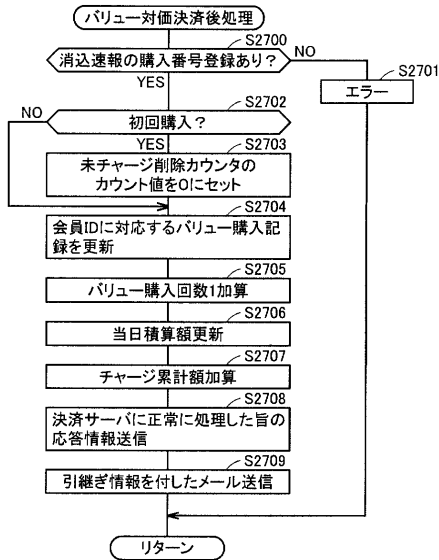 バリュー対価決済後処理
S2700
消込速報の購入番号登録あり?
NO
YES
S2701
エラー
S2702
NO
初回購入?
YES
S2703
未チャージ削除カウンタの
カウント値を0にセット
S2704
会員IDに対応するバリュー購入記
録を更新
S2705
バリュー購入回数1加算
S2706
当日積算額更新
S2707
チャージ累計額加算
S2708
決済サーバに正常に処理した旨の
応答情報送信
S2709
引継ぎ情報を付したメール送信
リターン